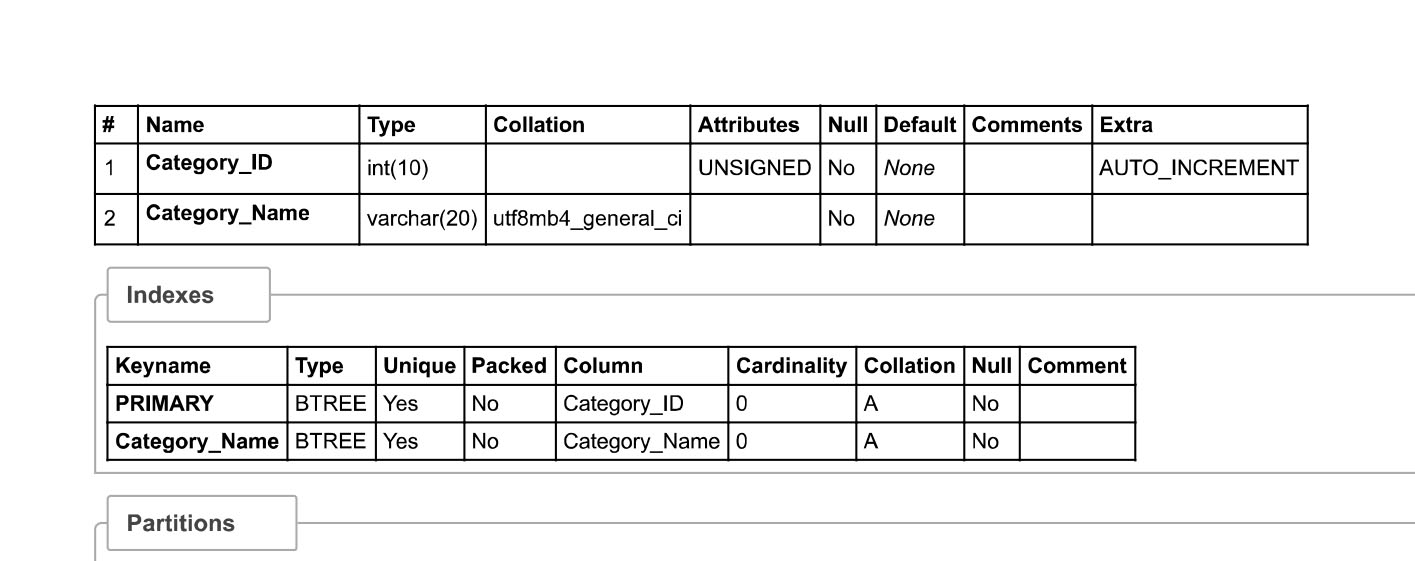 # Name Type Collation Attributes Null Default Comments Extra
1 Category_ID int(10) UNSIGNED No None AUTO_INCREMENT
2 Category_Name varchar(20) utf8mb4_general_ci No None
Indexes
Keyname Type Unique Packed Column Cardinality Collation Null Comment
PRIMARY BTREE Yes No Category_ID 0 A No
Category_Name BTREE Yes No Category_Name 0 A No
Partitions